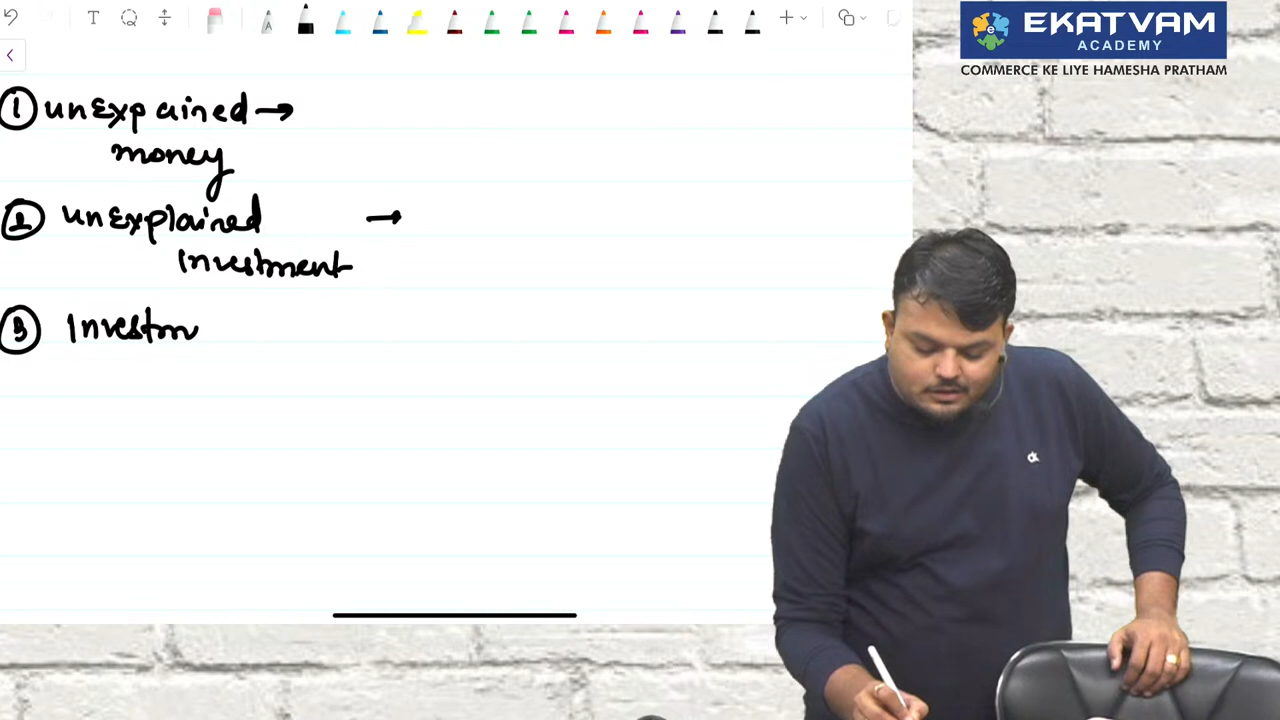 EKATVAM
ACADEMY
COMMERCE KE LIYE HAMESHA PRATHAM
① unexpained →
money
② unexplained →
investment
③ investm